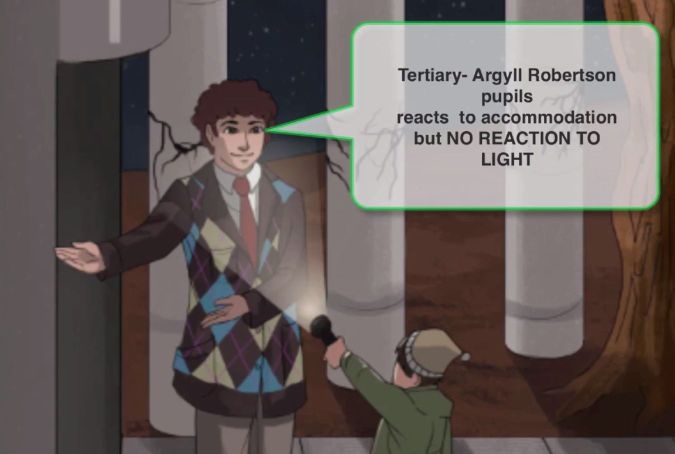 Tertiary- Argyll Robertson
pupils
reacts to accommodation
but NO REACTION TO
LIGHT